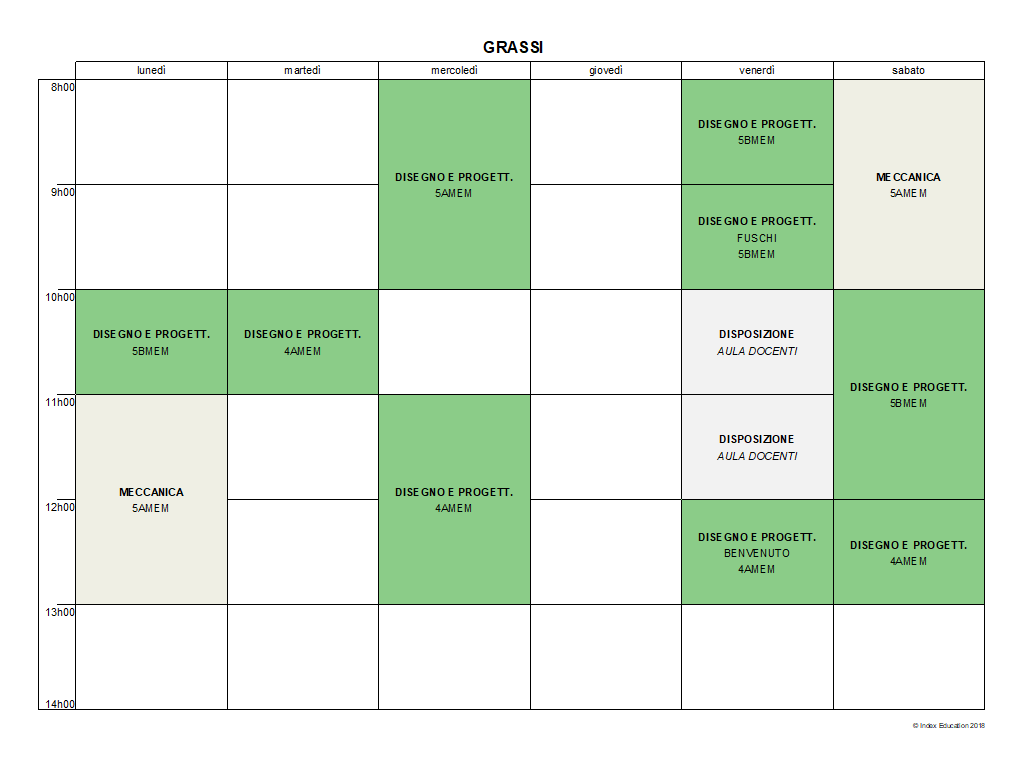 GRASSI
lunedì martedì mercoledì giovedì venerdì sabato
8h00
DISEGNO E PROGETT.
5BMEM
DISEGNO E PROGETT.
5AMEM
MECCANICA
5AMEM
9h00
DISEGNO E PROGETT.
FUSCHI
5BMEM
10h00
DISEGNO E PROGETT.
5BMEM
DISEGNO E PROGETT.
4AMEM
DISPOSIZIONE
AULA DOCENTI
DISEGNO E PROGETT.
5BMEM
11h00
DISPOSIZIONE
AULA DOCENTI
MECCANICA
5AMEM
DISEGNO E PROGETT.
4AMEM
12h00
DISEGNO E PROGETT.
BENVENUTO
4AMEM
DISEGNO E PROGETT.
4AMEM
13h00
14h00
© Index Education 2018